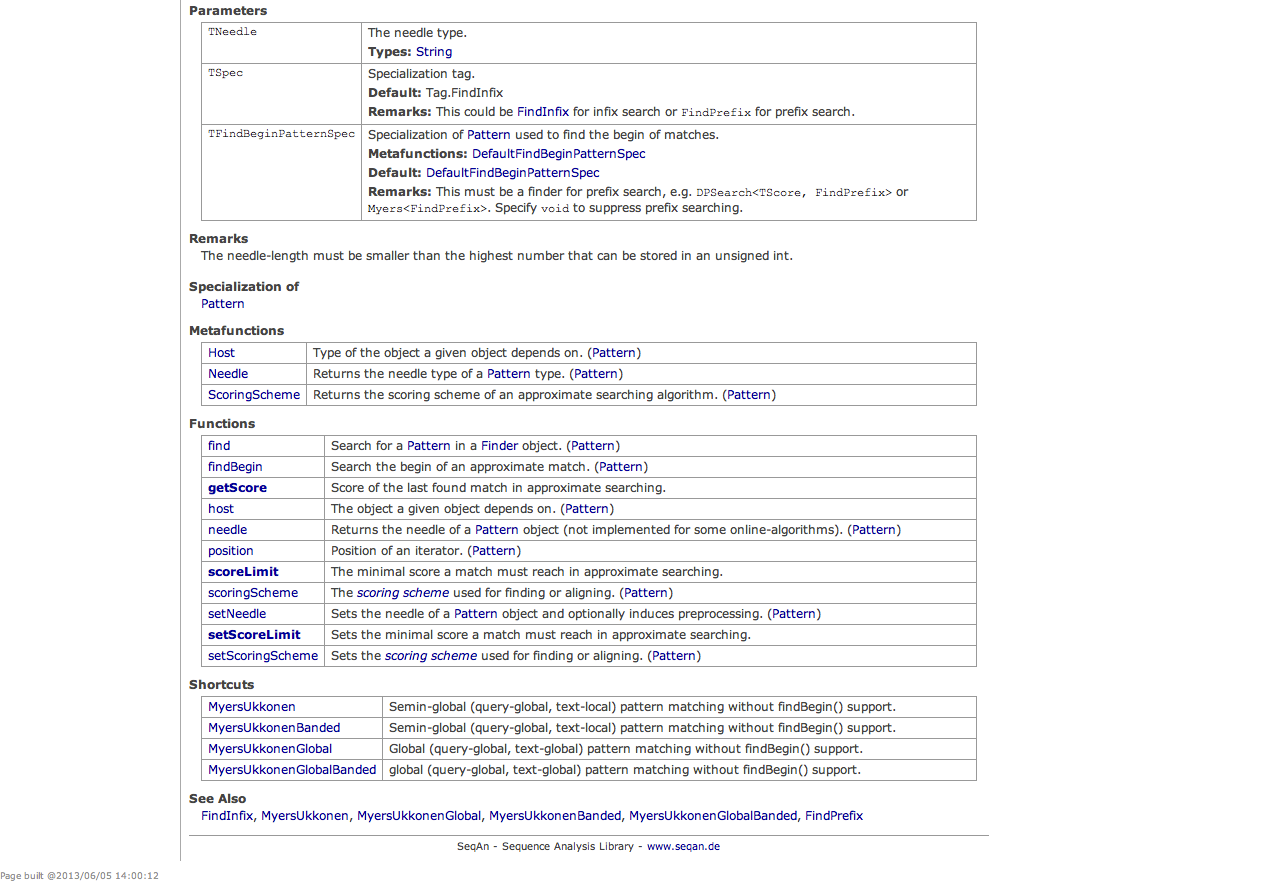 Parameters
TNeedle
The needle type.
Types: String
TSpec
Specialization tag.
Default: Tag.FindInfix
Remarks: This could be FindInfix for infix search or FindPrefix for prefix search.
TFindBeginPatternSpec
Specialization of Pattern used to find the begin of matches.
Metafunctions: DefaultFindBeginPatternSpec
Default: DefaultFindBeginPatternSpec
Remarks: This must be a finder for prefix search, e.g. DPSearch<TScore, FindPrefix> or
Myers<FindPrefix>. Specify void to suppress prefix searching.
Remarks
The needle-length must be smaller than the highest number that can be stored in an unsigned int.
Specialization of
Pattern
Metafunctions
Host Type of the object a given object depends on. (Pattern)
Needle Returns the needle type of a Pattern type. (Pattern)
ScoringScheme Returns the scoring scheme of an approximate searching algorithm. (Pattern)
Functions
find Search for a Pattern in a Finder object. (Pattern)
findBegin Search the begin of an approximate match. (Pattern)
getScore Score of the last found match in approximate searching.
host The object a given object depends on. (Pattern)
needle Returns the needle of a Pattern object (not implemented for some online-algorithms). (Pattern)
position Position of an iterator. (Pattern)
scoreLimit The minimal score a match must reach in approximate searching.
scoringScheme The scoring scheme used for finding or aligning. (Pattern)
setNeedle Sets the needle of a Pattern object and optionally induces preprocessing. (Pattern)
setScoreLimit Sets the minimal score a match must reach in approximate searching.
setScoringScheme Sets the scoring scheme used for finding or aligning. (Pattern)
Shortcuts
MyersUkkonen Semin-global (query-global, text-local) pattern matching without findBegin() support.
MyersUkkonenBanded Semin-global (query-global, text-local) pattern matching without findBegin() support.
MyersUkkonenGlobal Global (query-global, text-global) pattern matching without findBegin() support.
MyersUkkonenGlobalBanded global (query-global, text-global) pattern matching without findBegin() support.
See Also
FindInfix, MyersUkkonen, MyersUkkonenGlobal, MyersUkkonenBanded, MyersUkkonenGlobalBanded, FindPrefix
SeqAn - Sequence Analysis Library - www.seqan.de
Page built @2013/06/05 14:00:12